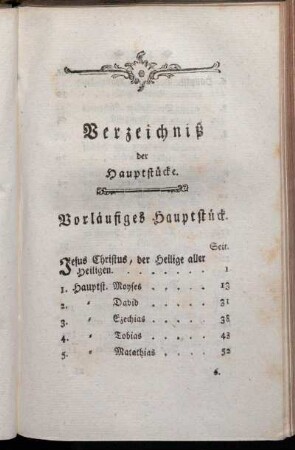 Verzeichniß
der
Hauptstücke.
Vorläufiges Hauptstück.
Seit.
Jesus Christus, der Heilige aller
Heiligen. . . . . . . . 1
1. Hauptst. Moyses . . . . . 13
2. " David . . . . . 31
3. " Ezechias . . . . . 38
4. " Tobias . . . . . 43
5. " Matathias . . . . . 52
6.